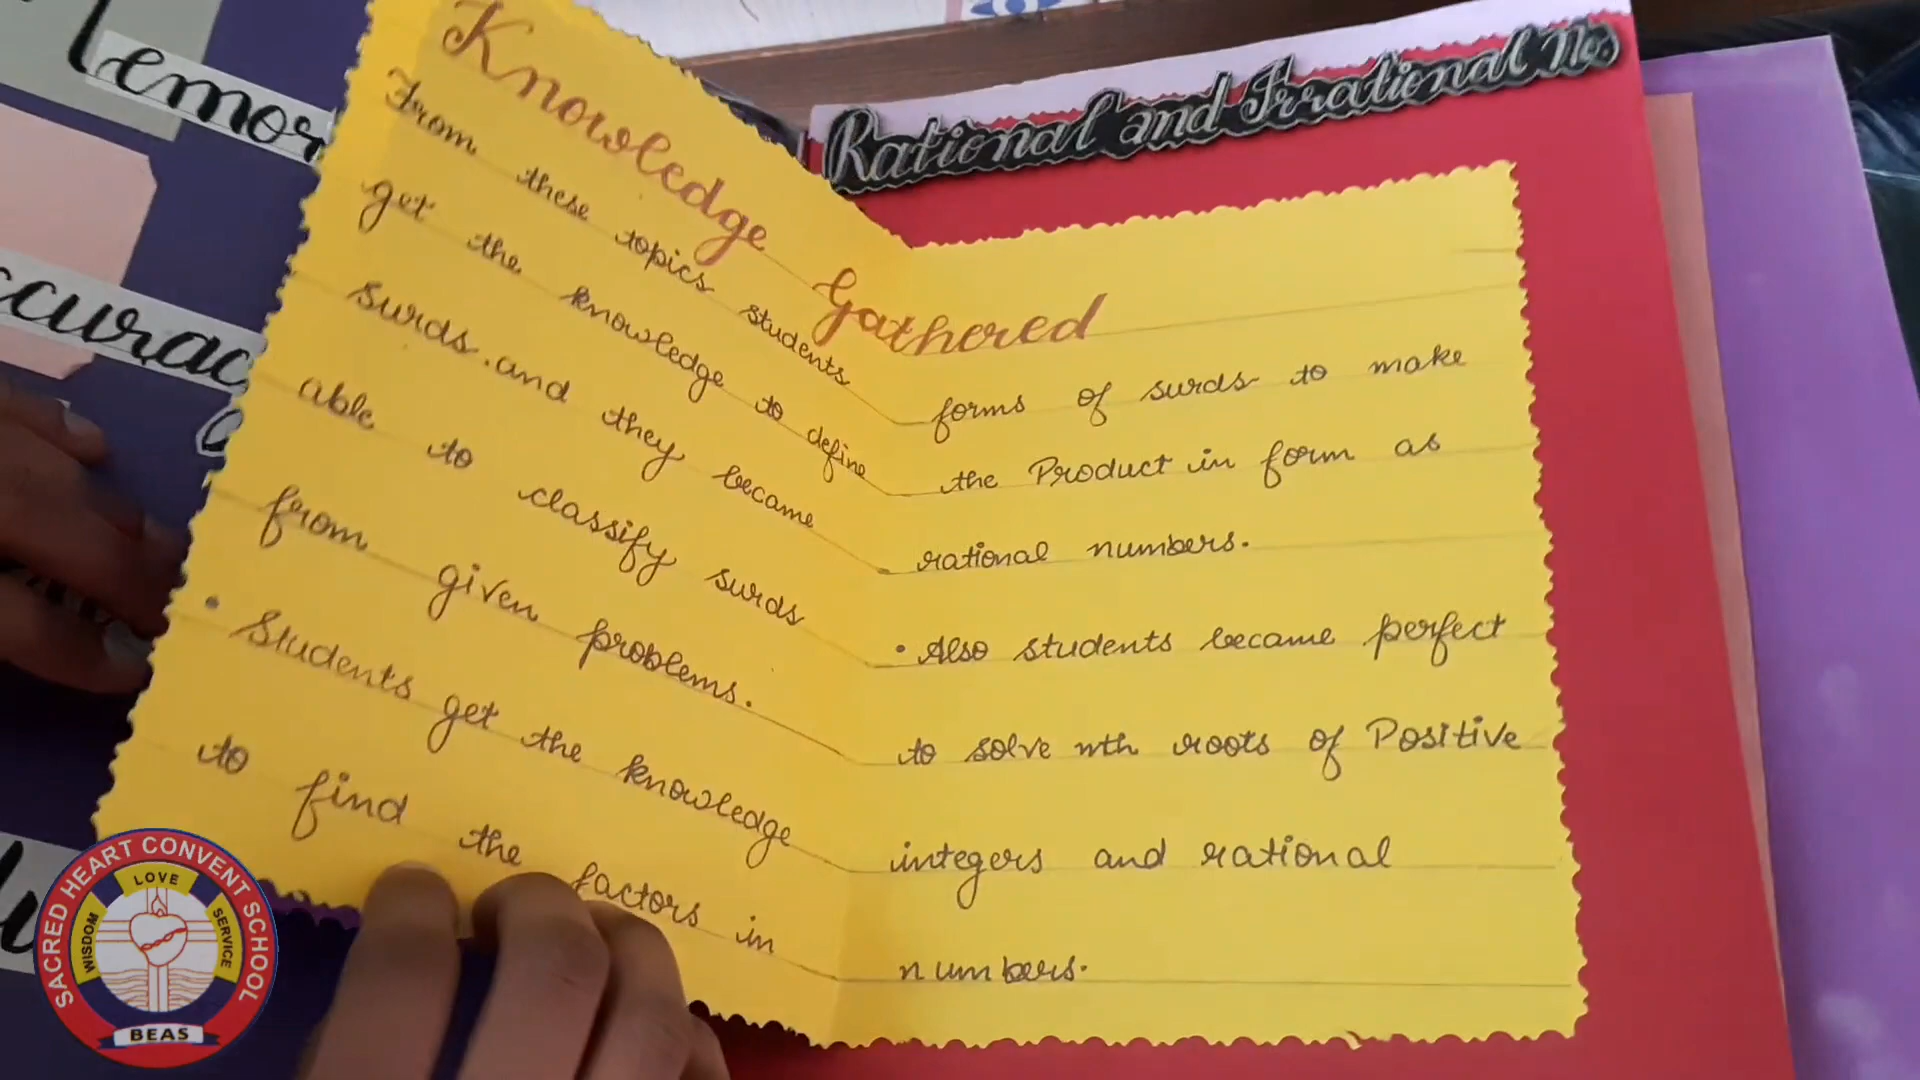 Memor
ccuracy
Knowledge Gathered
From these topics students
get the knowledge to define
surds. and they became
able to classify surds
from given problems.
• Students get the knowledge
to find the factors in
Rational and Irrational No.
forms of surds to make
the Product in form as
rational numbers.
• Also students became perfect
to solve nth roots of Positive
integers and rational
numbers.
SACRED HEART CONVENT SCHOOL
LOVE
WISDOM
SERVICE
BEAS